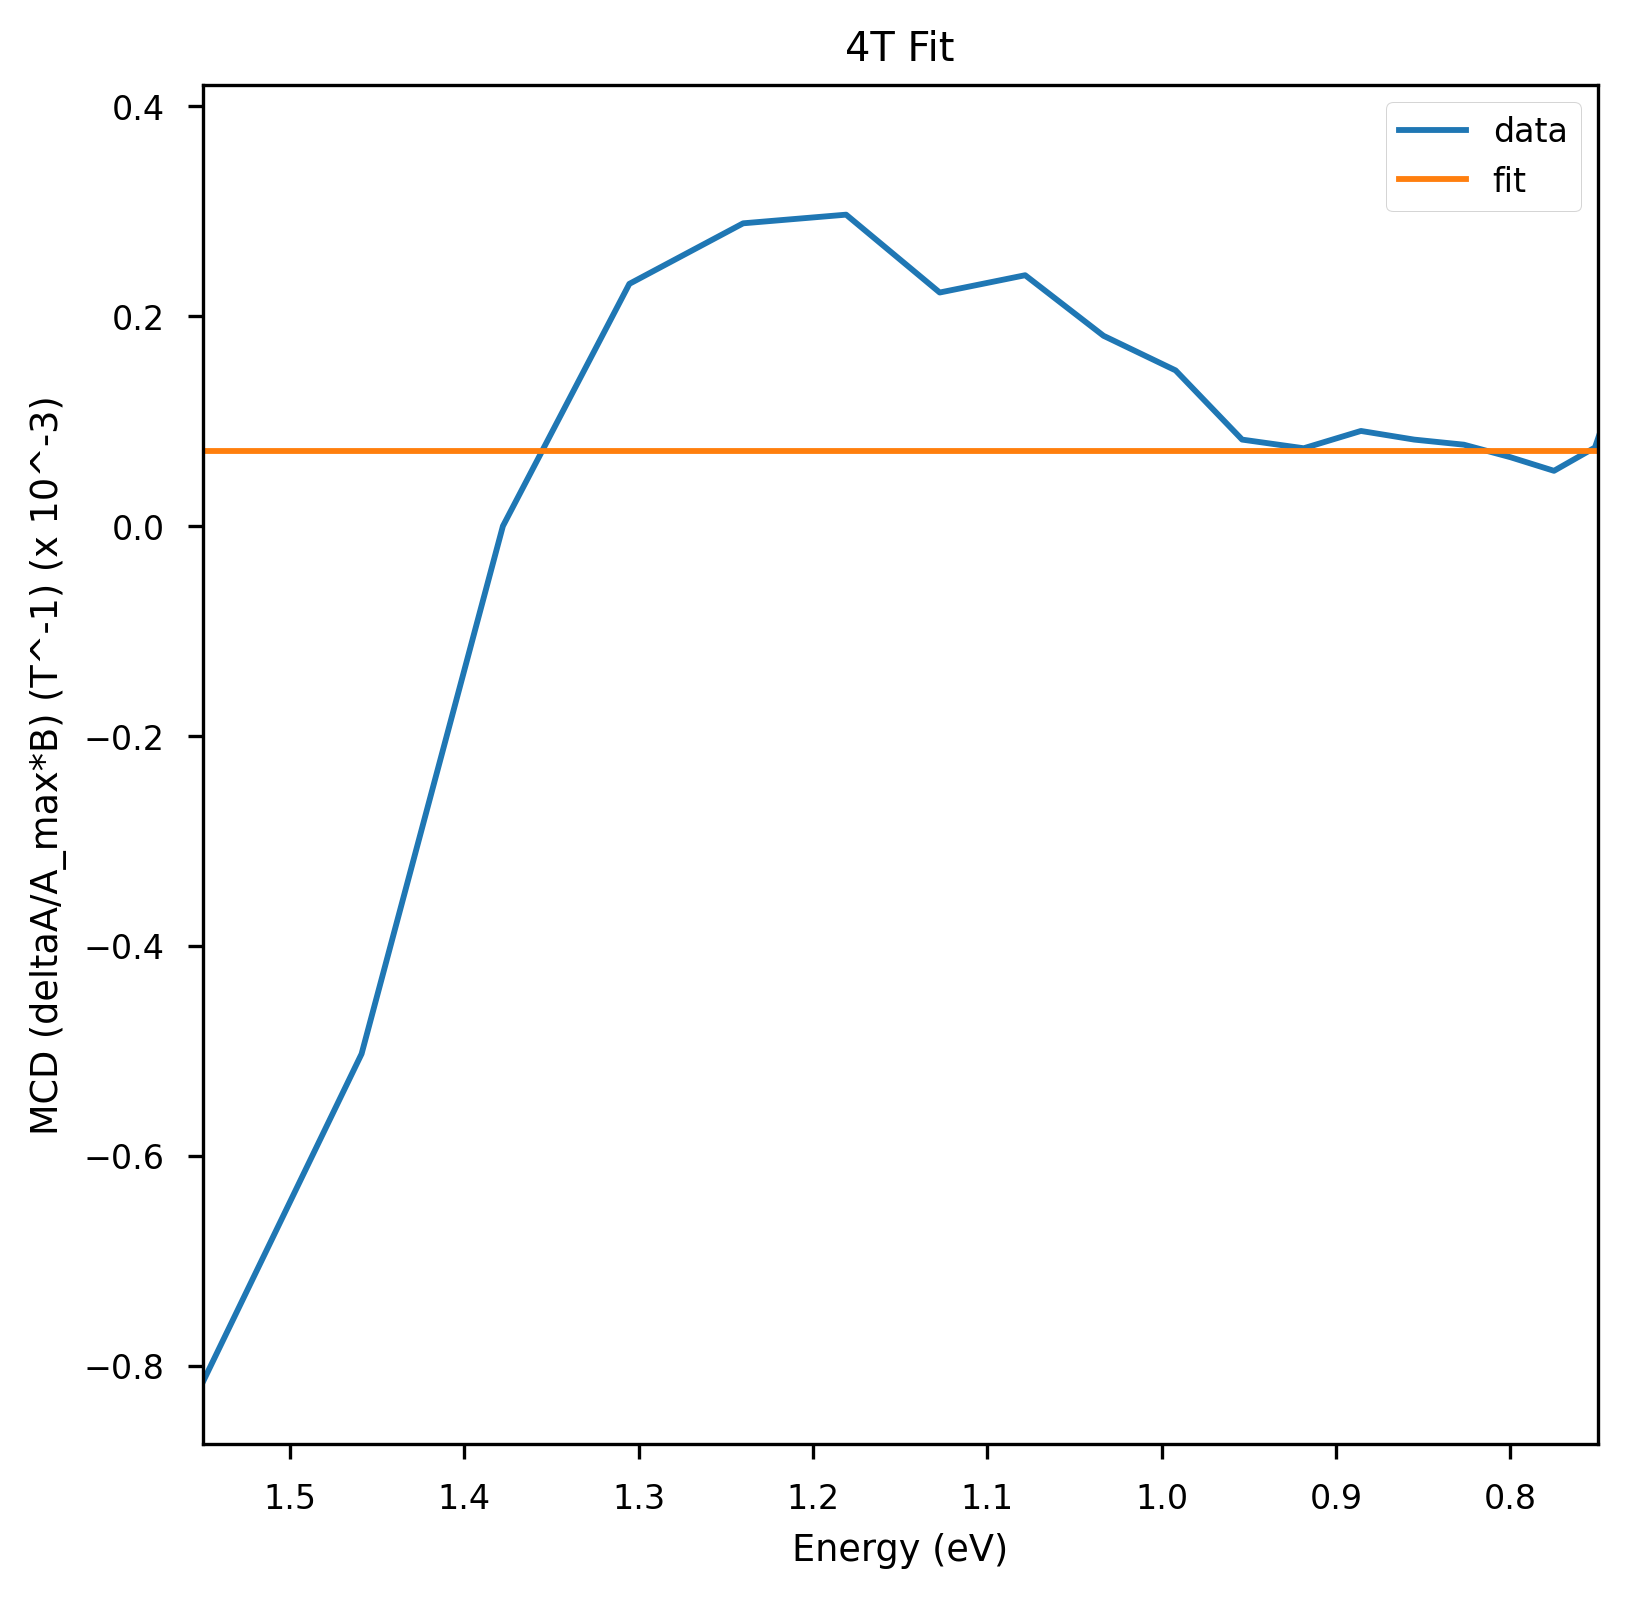 4T Fit
data
fit
MCD (deltaA/A_max*B) (T^-1) (x 10^-3)
0.4
0.2
0.0
−0.2
−0.4
−0.6
−0.8
1.5 1.4 1.3 1.2 1.1 1.0 0.9 0.8
Energy (eV)